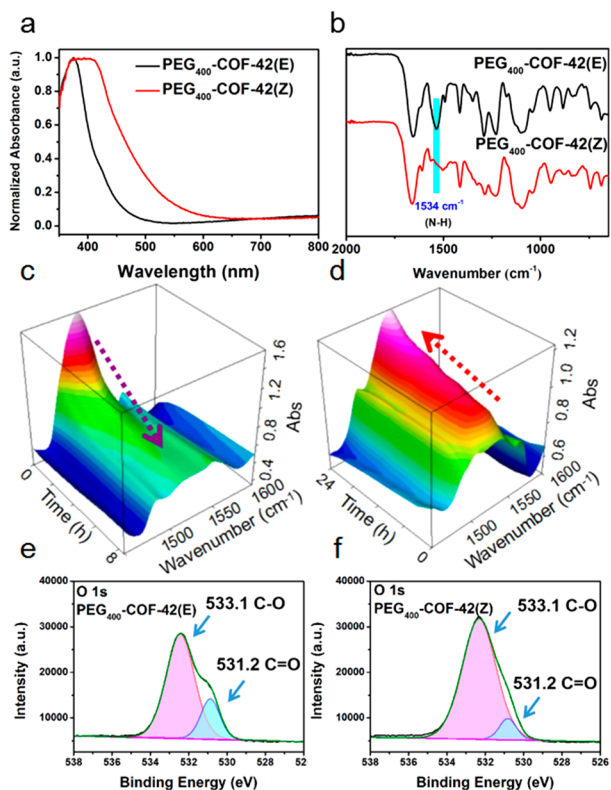 a
b
Normalized Absorbance (a.u.)
1.0
0.8
0.6
0.4
0.2
0.0
PEG₄₀₀-COF-42(E)
PEG₄₀₀-COF-42(Z)
400 500 600 700 800
Wavelength (nm)
PEG₄₀₀-COF-42(E)
PEG₄₀₀-COF-42(Z)
1534 cm⁻¹
(N-H)
2000 1500 1000
Wavenumber (cm⁻¹)
c
1.6
1.2
0.8
0.4
Abs
0
8
Time (h)
1500 1550 1600
Wavenumber (cm⁻¹)
d
1.2
1.0
0.8
0.6
Abs
24
0
Time (h)
1500 1550 1600
Wavenumber (cm⁻¹)
e
Intensity (a.u.)
40000
30000
20000
10000
O 1s
PEG₄₀₀-COF-42(E)
533.1 C-O
531.2 C=O
538 536 534 532 530 528 52
Binding Energy (eV)
f
Intensity (a.u.)
40000
30000
20000
10000
O 1s
PEG₄₀₀-COF-42(Z)
533.1 C-O
531.2 C=O
538 536 534 532 530 528 526
Binding Energy (eV)